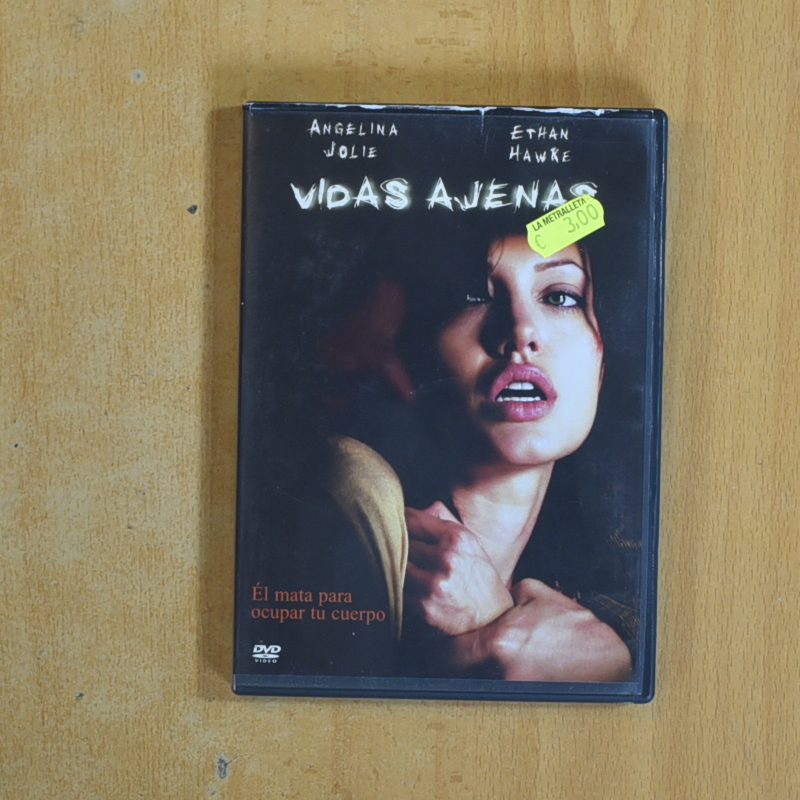 ANGELINA
JOLIE
ETHAN
HAWKE
VIDAS AJENAS
LA METRALLETA
€ 3,00
Él mata para
ocupar tu cuerpo
DVD
VIDEO